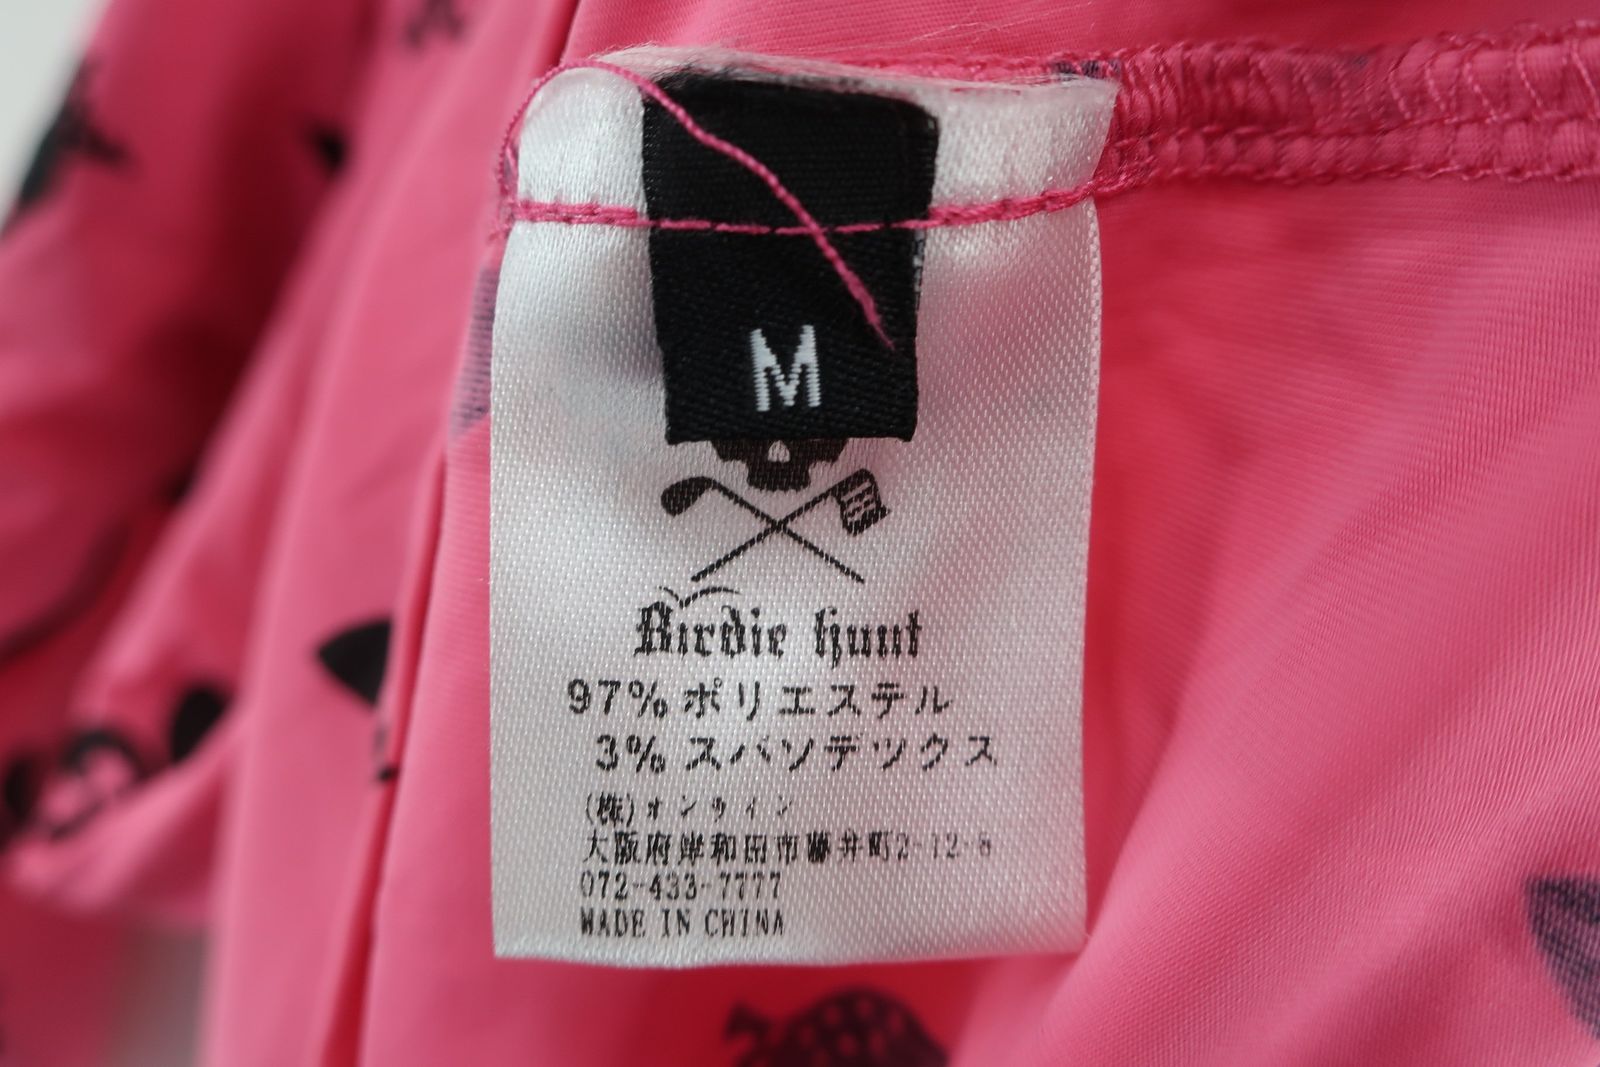 M
Birdie hunt
97% ポリエステル
3% スパンデックス
(株)オンライン
大阪府岸和田市藤井町2-12-8
072-433-7777
MADE IN CHINA